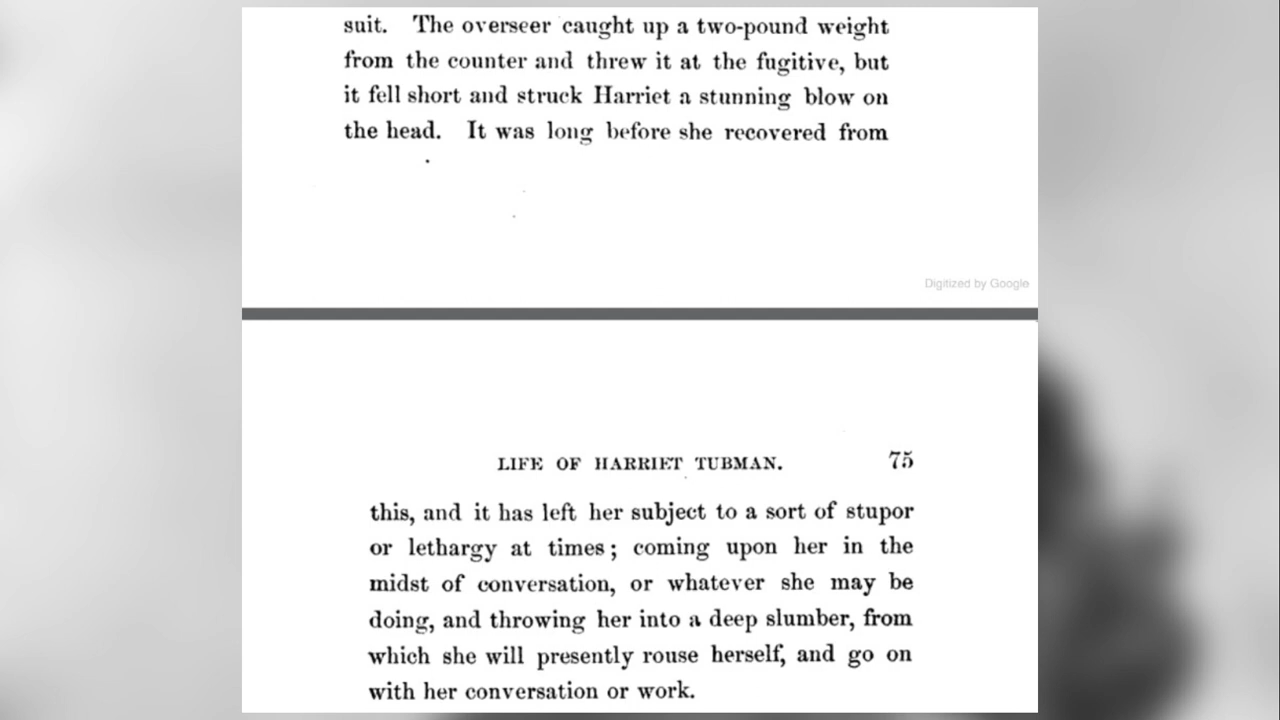 suit. The overseer caught up a two-pound weight
from the counter and threw it at the fugitive, but
it fell short and struck Harriet a stunning blow on
the head. It was long before she recovered from
Digitized by Google
LIFE OF HARRIET TUBMAN. 75
this, and it has left her subject to a sort of stupor
or lethargy at times; coming upon her in the
midst of conversation, or whatever she may be
doing, and throwing her into a deep slumber, from
which she will presently rouse herself, and go on
with her conversation or work.